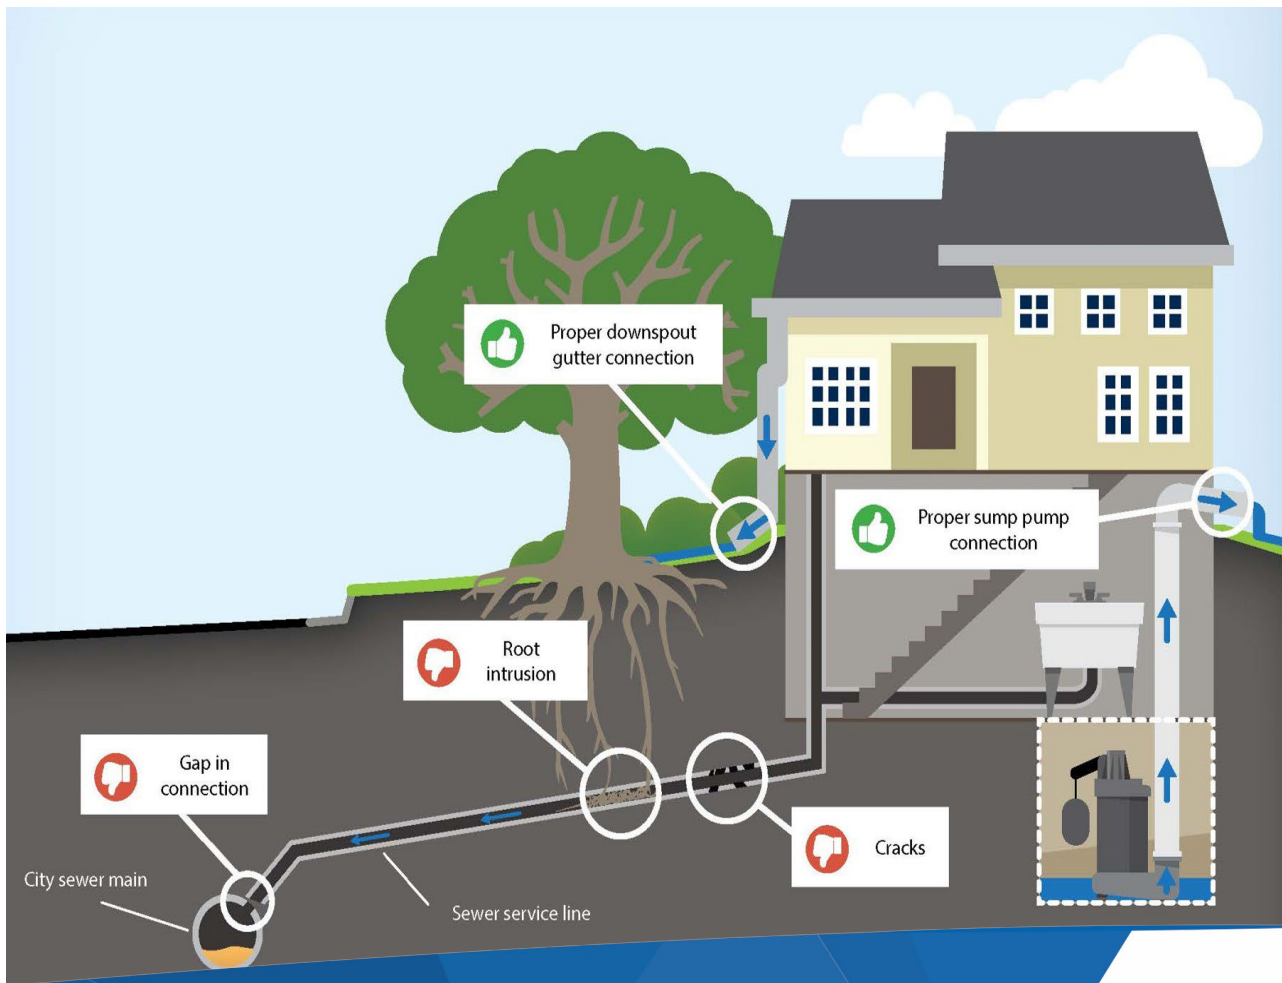 Proper downspout
gutter connection
Proper sump pump
connection
Root
intrusion
Gap in
connection
Cracks
City sewer main
Sewer service line